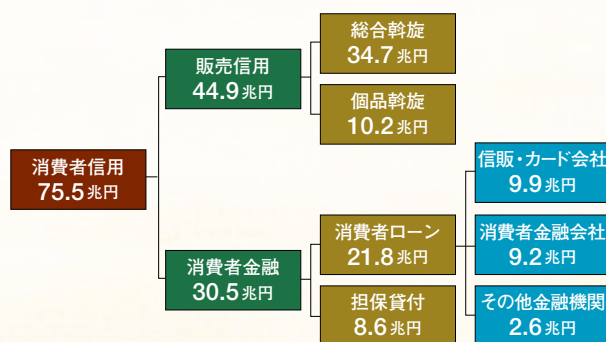 消費者信用
75.5兆円
販売信用
44.9兆円
総合斡旋
34.7兆円
個品斡旋
10.2兆円
消費者金融
30.5兆円
消費者ローン
21.8兆円
担保貸付
8.6兆円
信販・カード会社
9.9兆円
消費者金融会社
9.2兆円
その他金融機関
2.6兆円